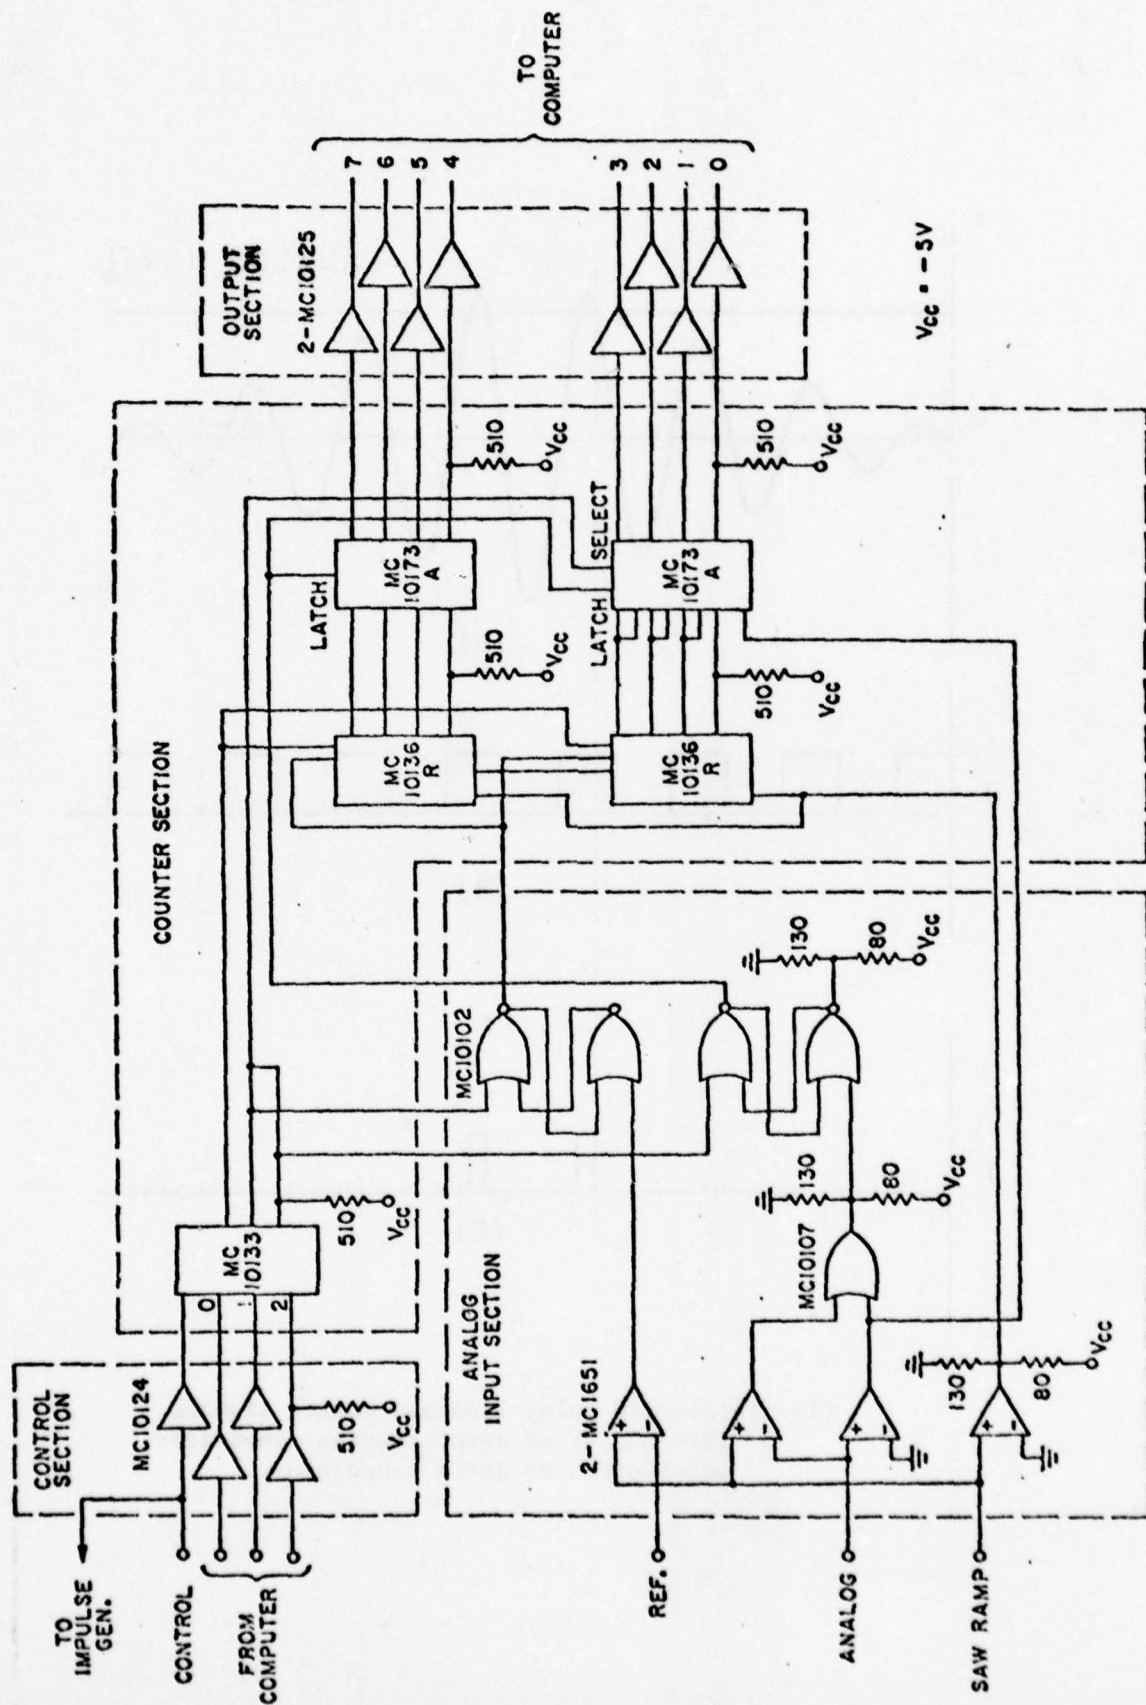 TO
IMPULSE
GEN.
CONTROL
FROM
COMPUTER
CONTROL
SECTION
MC10124
510
VCC
MC
10133
0
1
2
510
VCC
COUNTER SECTION
MC
10136
R
LATCH
MC
10173
A
510
VCC
510
VCC
MC
10136
R
LATCH
SELECT
MC
10173
A
510
VCC
510
VCC
OUTPUT
SECTION
2-MC10125
7
6
5
4
3
2
1
0
TO
COMPUTER
VCC = -5V
ANALOG
INPUT SECTION
REF.
ANALOG
SAW RAMP
2-MC1651
+
-
+
-
+
-
+
-
130
80
VCC
MC10107
130
80
VCC
MC10102
130
80
VCC